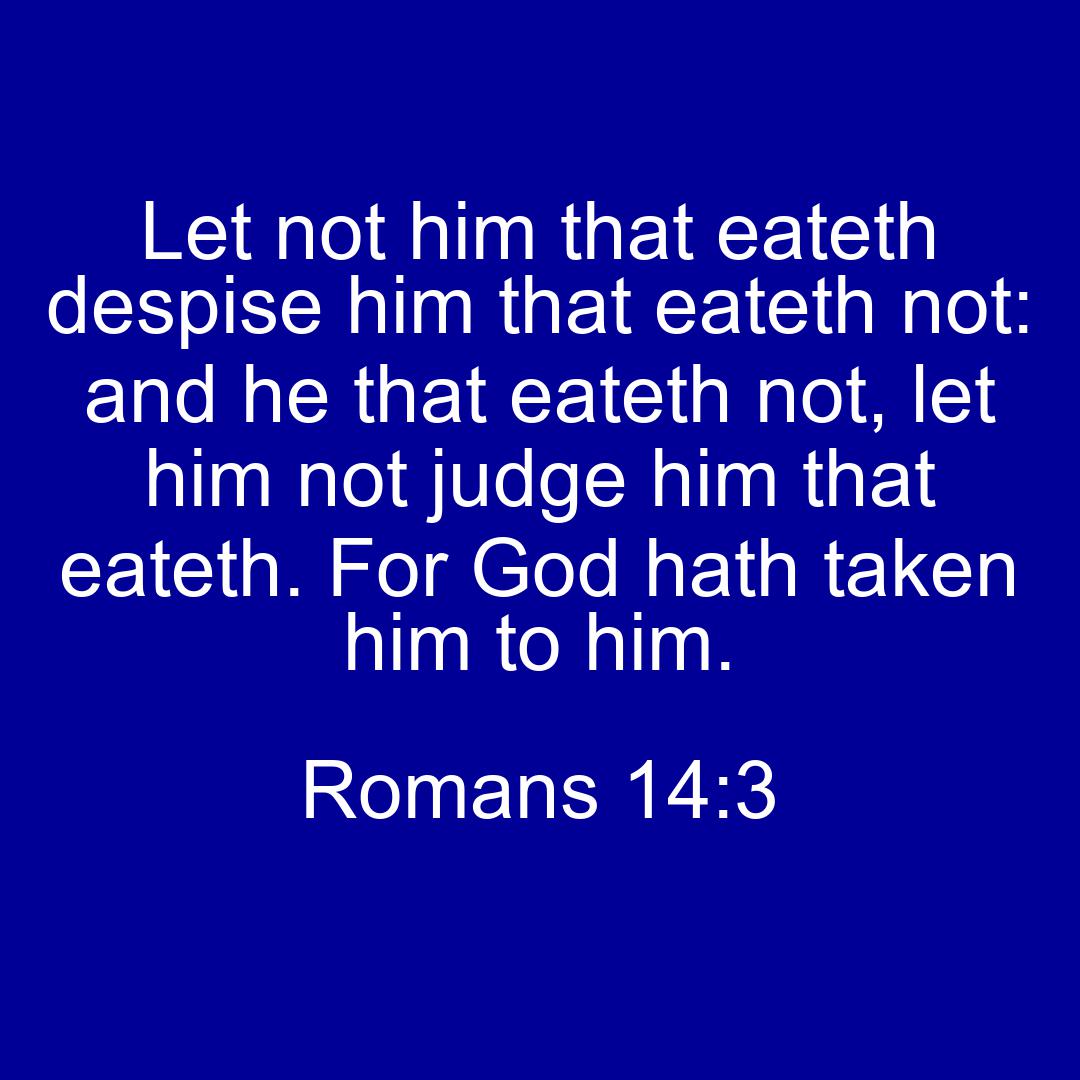 Let not him that eateth
despise him that eateth not:
and he that eateth not, let
him not judge him that
eateth. For God hath taken
him to him.
Romans 14:3